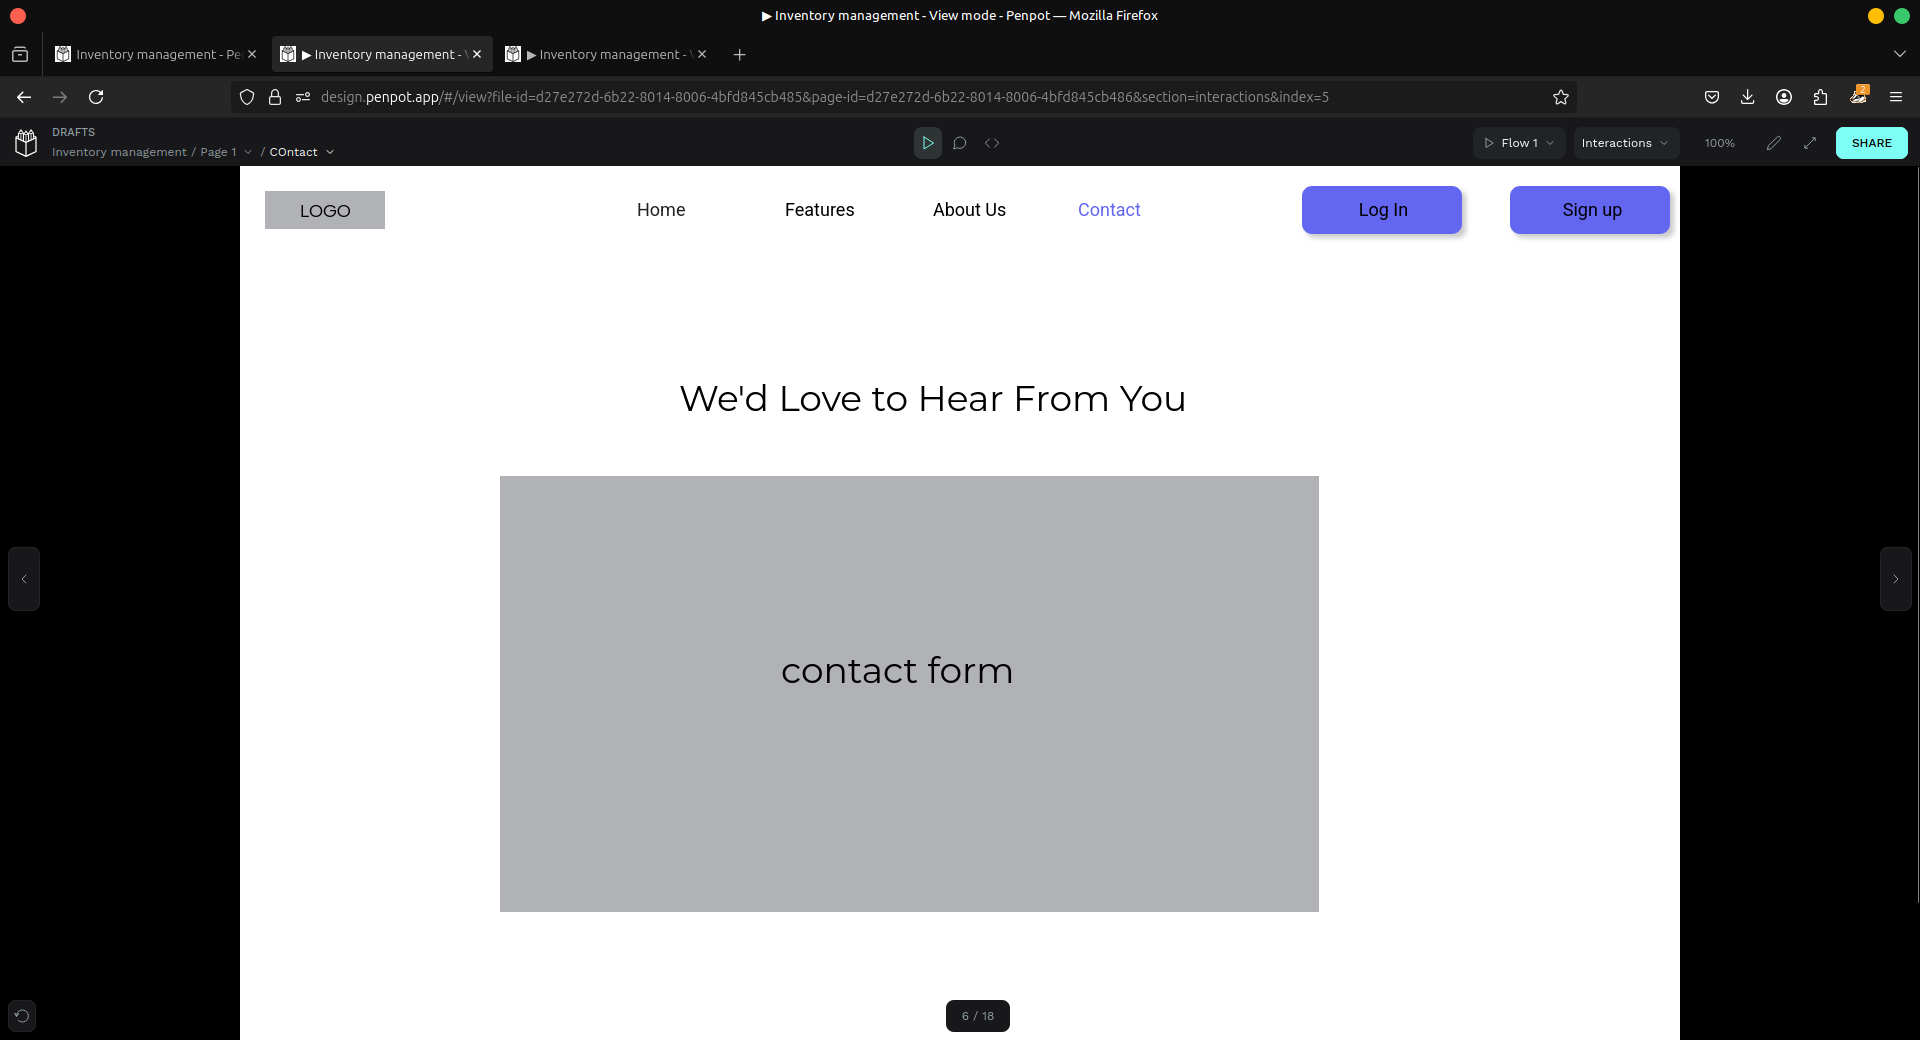 ▶ Inventory management - View mode - Penpot — Mozilla Firefox
Inventory management - Pe
▶ Inventory management -
▶ Inventory management -
design.penpot.app/#/view?file-id=d27e272d-6b22-8014-8006-4bfd845cb485&page-id=d27e272d-6b22-8014-8006-4bfd845cb486&section=interactions&index=5
2
DRAFTS
Inventory management / Page 1 / COntact
Flow 1
Interactions
100%
SHARE
LOGO
Home
Features
About Us
Contact
Log In
Sign up
We'd Love to Hear From You
contact form
6 / 18